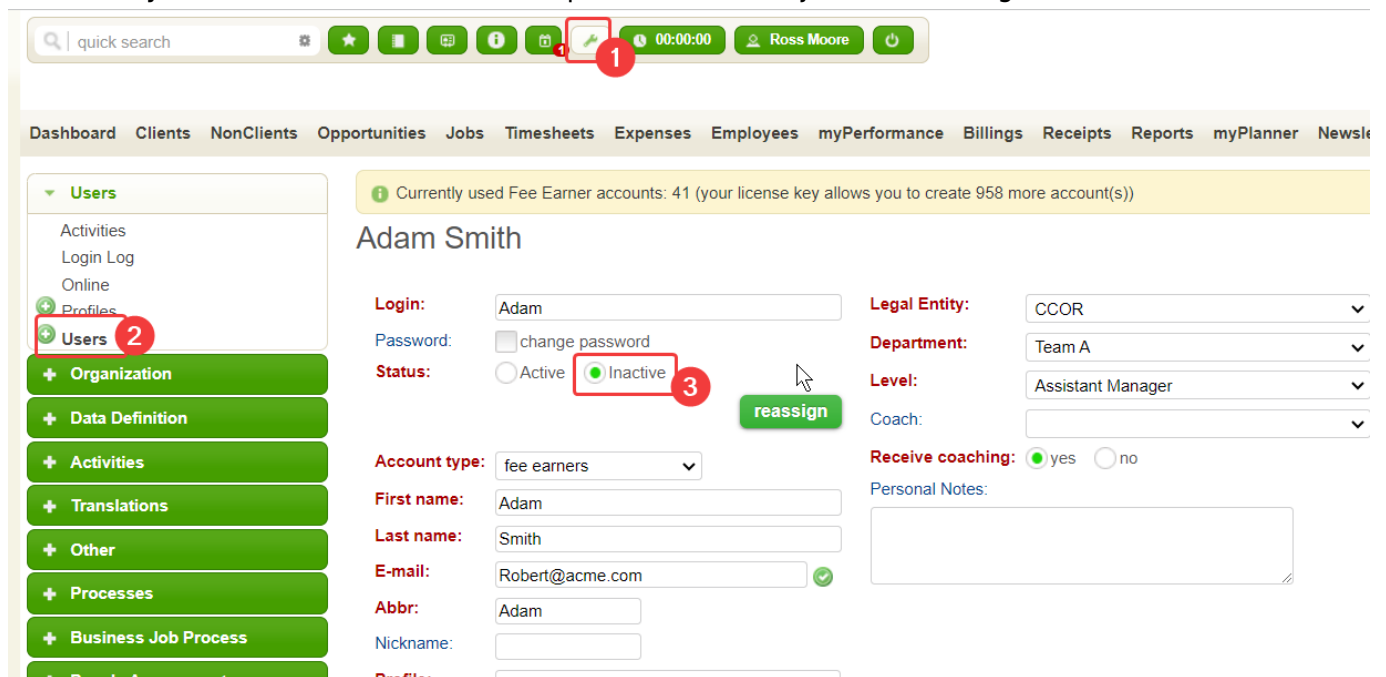 quick search
1
00:00:00
Ross Moore
1
Dashboard Clients NonClients Opportunities Jobs Timesheets Expenses Employees myPerformance Billings Receipts Reports myPlanner Newsle
Users
Activities
Login Log
Online
Profiles
Users 2
Organization
Data Definition
Activities
Translations
Other
Processes
Business Job Process
Currently used Fee Earner accounts: 41 (your license key allows you to create 958 more account(s))
Adam Smith
Login: Adam
Password: change password
Status: Active Inactive 3
reassign
Account type: fee earners
First name: Adam
Last name: Smith
E-mail: Robert@acme.com
Abbr: Adam
Nickname:
Profile:
Legal Entity: CCOR
Department: Team A
Level: Assistant Manager
Coach:
Receive coaching: yes no
Personal Notes: